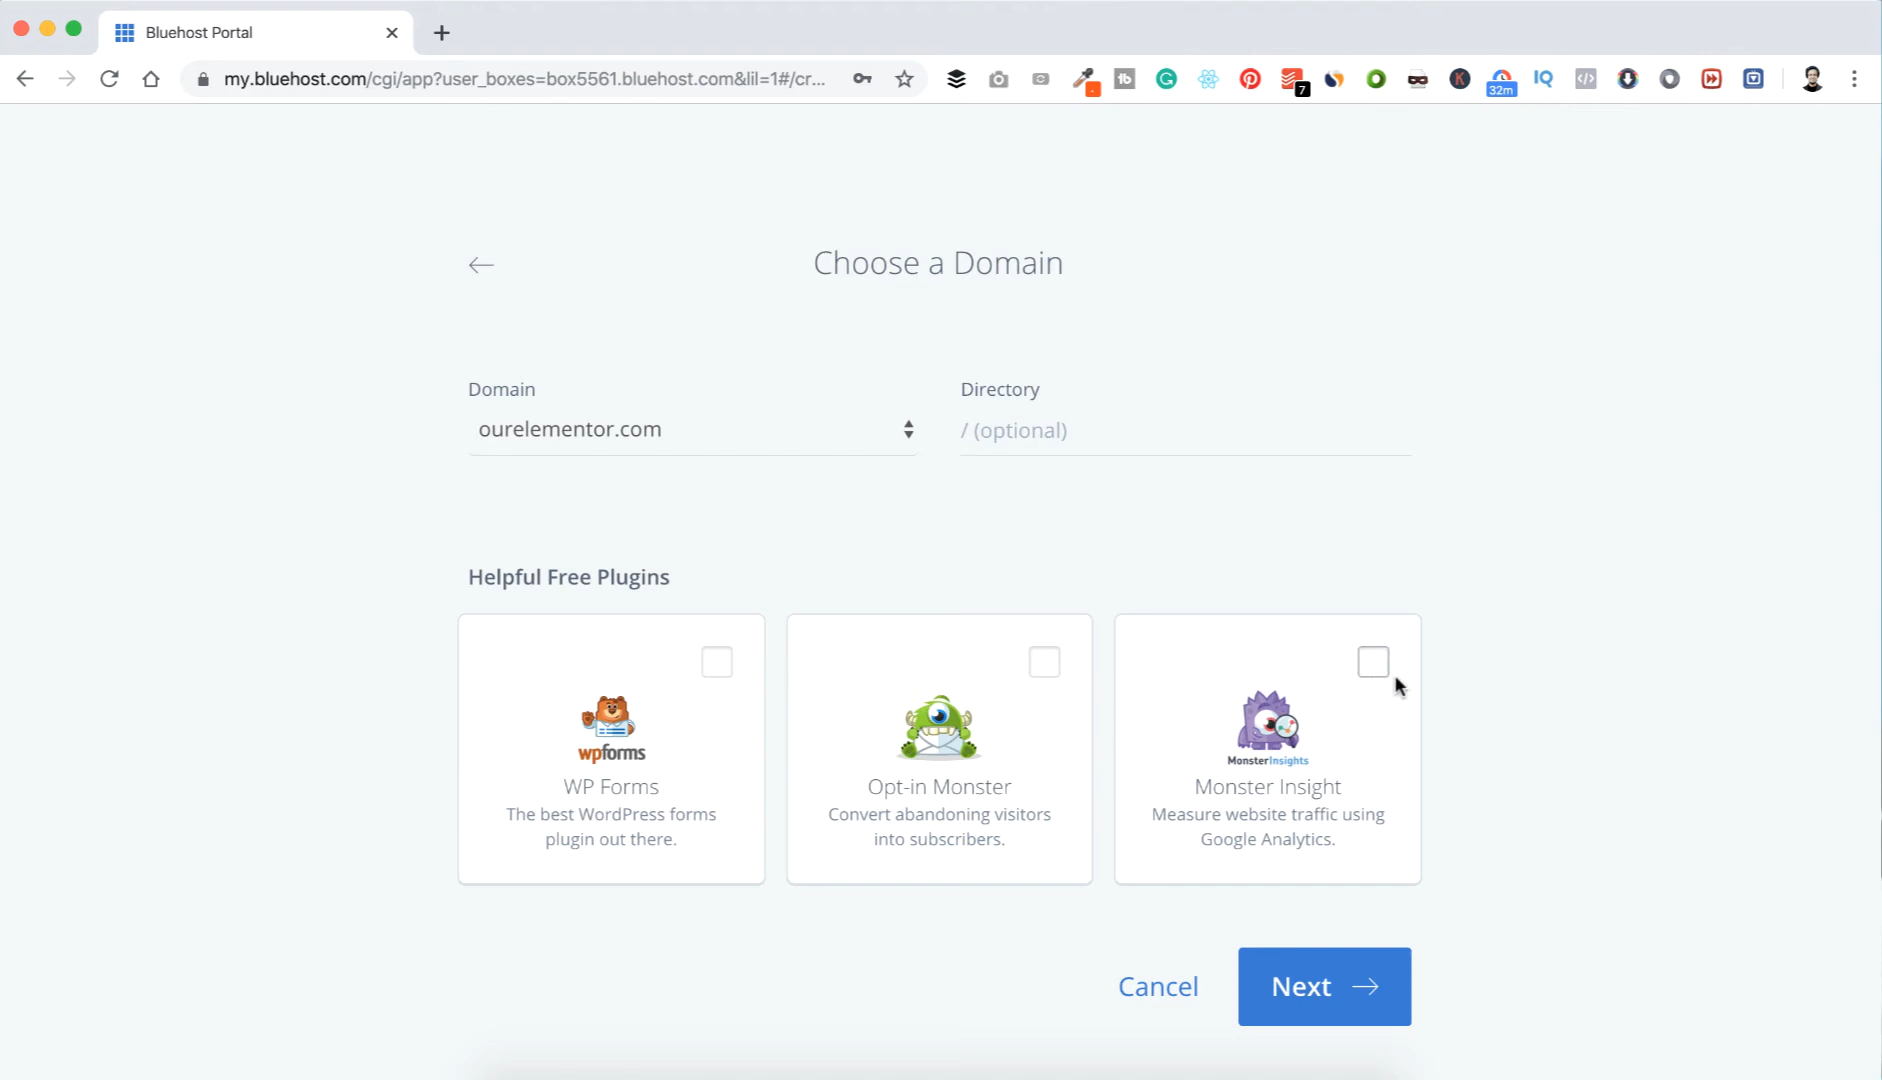 Bluehost Portal
my.bluehost.com/cgi/app?user_boxes=box5561.bluehost.com&lil=1#/cr...
7
32m
IQ
Choose a Domain
Domain
Directory
ourelementor.com
/ (optional)
Helpful Free Plugins
wpforms
MonsterInsights
WP Forms
Opt-in Monster
Monster Insight
The best WordPress forms
plugin out there.
Convert abandoning visitors
into subscribers.
Measure website traffic using
Google Analytics.
Cancel
Next